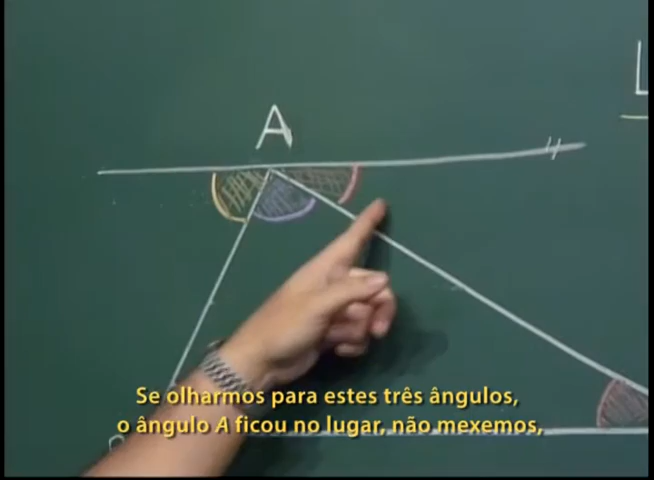 A
Se olharmos para estes três ângulos,
o ângulo A ficou no lugar, não mexemos,